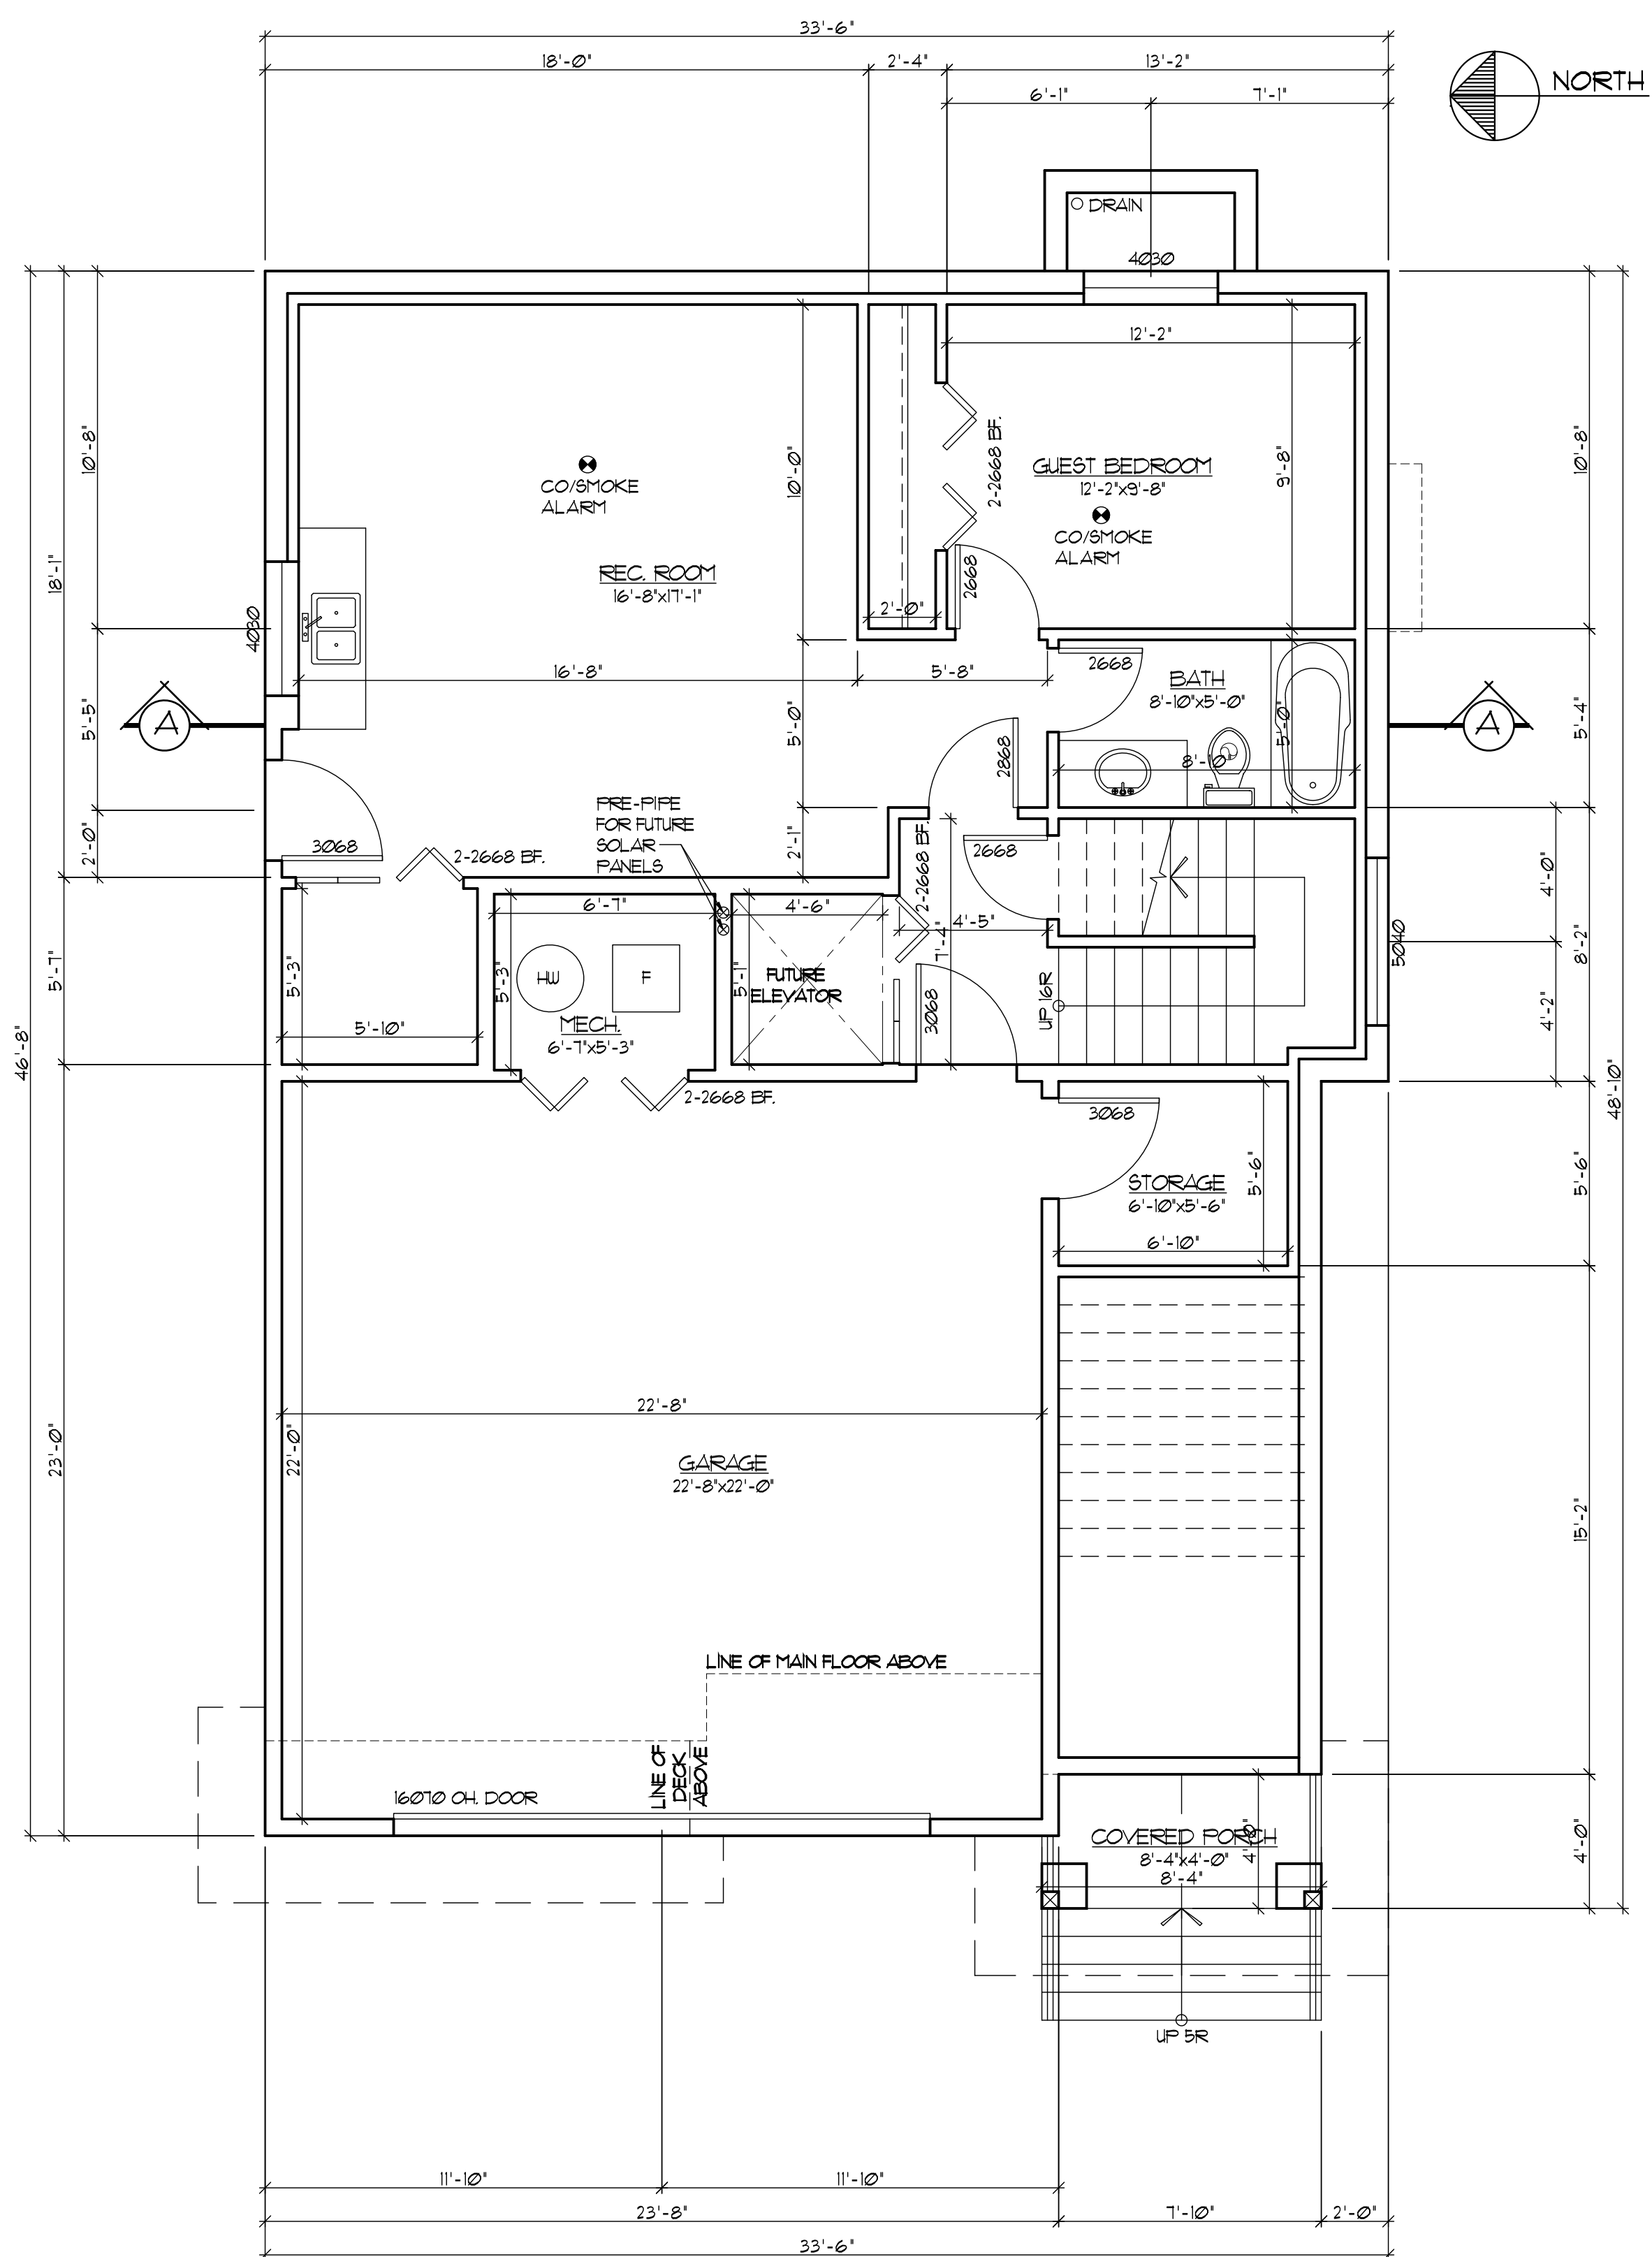 33'-6"
18'-0"
2'-4"
13'-2"
6'-1"
7'-1"
NORTH
DRAIN
4030
12'-2"
10'-8"
18'-1"
10'-0"
2-2668 BF.
GUEST BEDROOM
12'-2"x9'-8"
9'-8"
10'-8"
CO/SMOKE
ALARM
CO/SMOKE
ALARM
REC. ROOM
16'-8"x17'-1"
2668
2'-0"
4030
16'-8"
5'-8"
2668
BATH
8'-10"x5'-0"
5'-0"
8'-10"
5'-4"
A
A
5'-5"
5'-0"
2868
PRE-PIPE
FOR FUTURE
SOLAR
PANELS
2'-0"
3068
2-2668 BF.
2'-1"
2-2668 BF.
2668
4'-0"
6'-7"
4'-6"
4'-5"
7'-4"
5040
8'-2"
5'-7"
5'-3"
5'-3"
HW
F
5'-1"
FUTURE
ELEVATOR
3068
UP 16R
4'-2"
5'-10"
MECH.
6'-7"x5'-3"
46'-8"
48'-10"
2-2668 BF.
3068
STORAGE
6'-10"x5'-6"
5'-6"
5'-6"
6'-10"
22'-8"
23'-0"
22'-0"
GARAGE
22'-8"x22'-0"
15'-2"
LINE OF MAIN FLOOR ABOVE
LINE OF
DECK
ABOVE
16070 OH. DOOR
COVERED PORCH
8'-4"x4'-0"
4'-0"
8'-4"
4'-0"
UP 5R
11'-10"
11'-10"
23'-8"
7'-10"
2'-0"
33'-6"